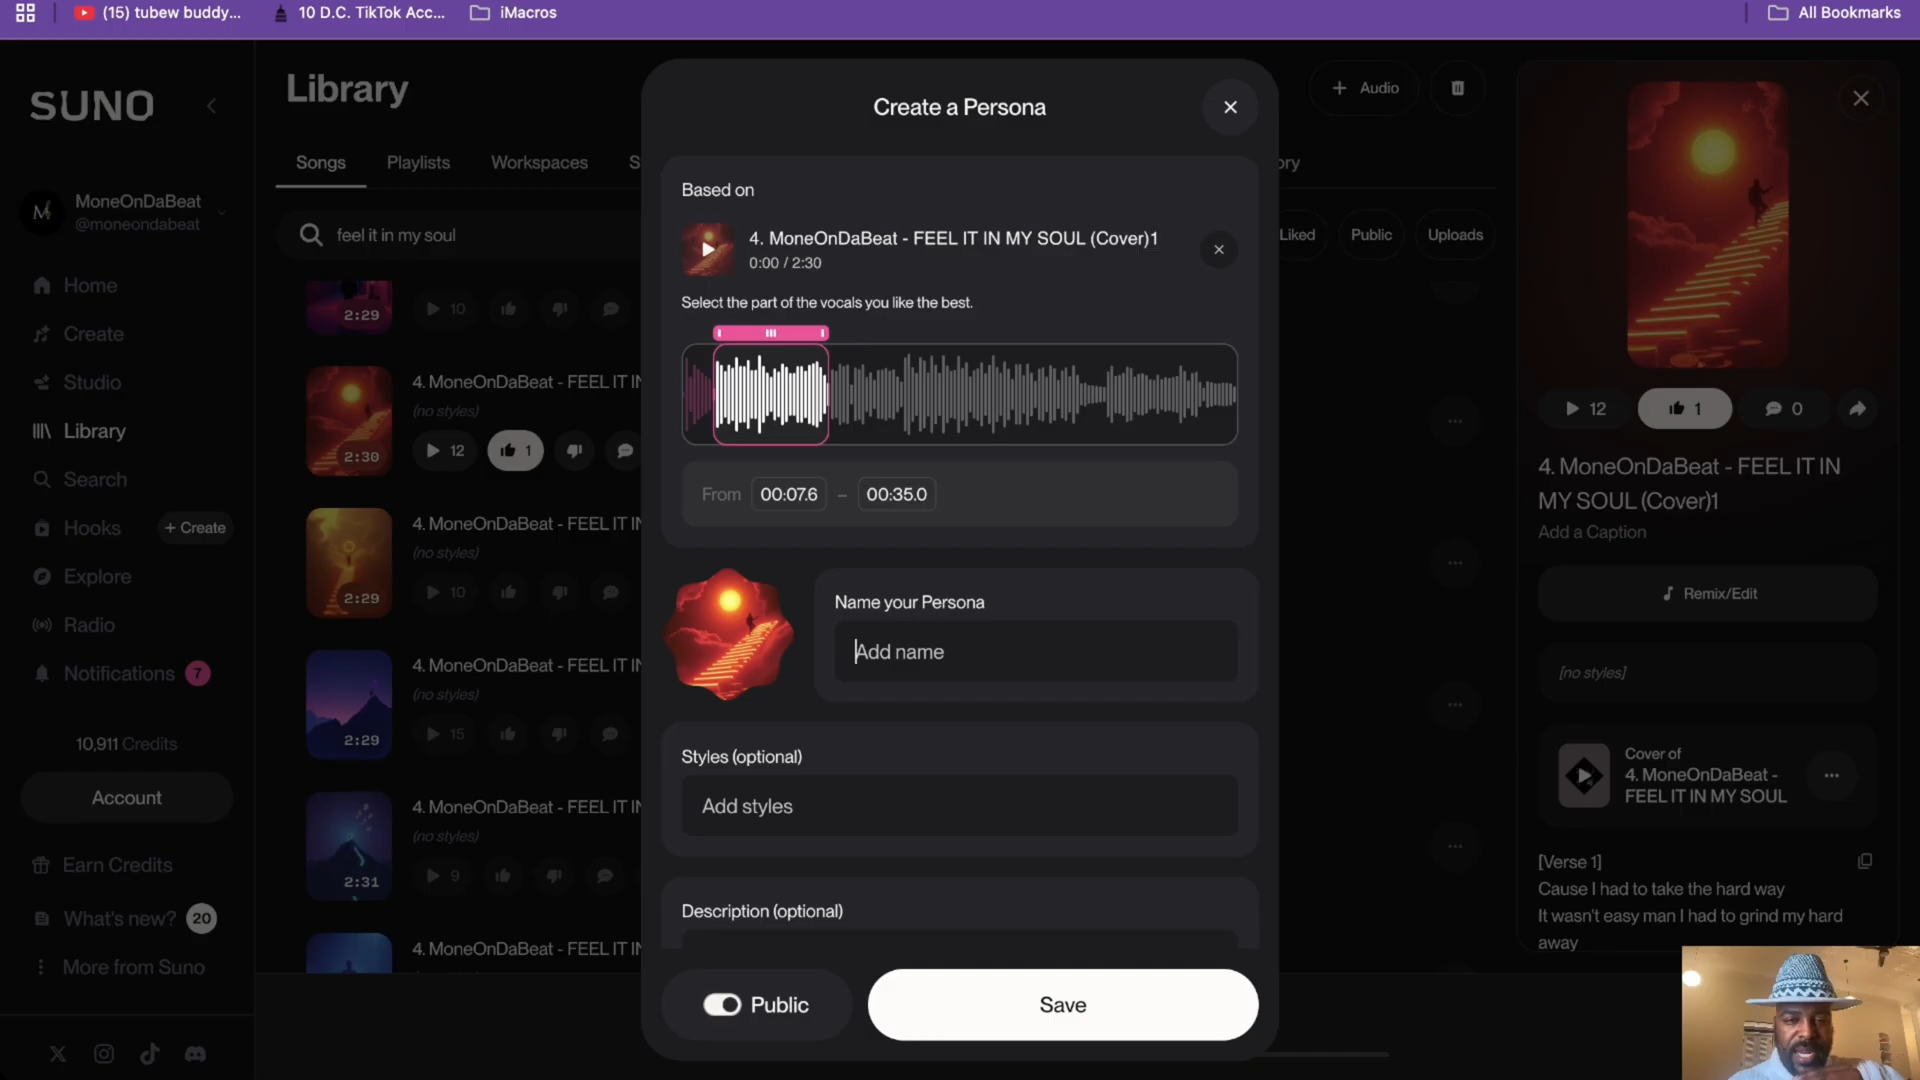 (15) tubew buddy...
10 D.C. TikTok Acc...
iMacros
All Bookmarks
SUNO
MoneOnDaBeat
@moneondabeat
Home
Create
Studio
Library
Search
Hooks
+ Create
Explore
Radio
Notifications 7
10,911 Credits
Account
Earn Credits
What's new? 20
More from Suno
Library
Songs
Playlists
Workspaces
S
ory
+ Audio
feel it in my soul
Liked
Public
Uploads
2:29
10
4. MoneOnDaBeat - FEEL IT IN
(no styles)
2:30
12
1
4. MoneOnDaBeat - FEEL IT IN
(no styles)
2:29
10
4. MoneOnDaBeat - FEEL IT IN
(no styles)
2:29
15
4. MoneOnDaBeat - FEEL IT IN
(no styles)
2:31
9
4. MoneOnDaBeat - FEEL IT IN
Create a Persona
Based on
4. MoneOnDaBeat - FEEL IT IN MY SOUL (Cover)1
0:00 / 2:30
Select the part of the vocals you like the best.
From 00:07.6 – 00:35.0
Name your Persona
Add name
Styles (optional)
Add styles
Description (optional)
Public
Save
12
1
0
4. MoneOnDaBeat - FEEL IT IN
MY SOUL (Cover)1
Add a Caption
Remix/Edit
[no styles]
Cover of
4. MoneOnDaBeat -
FEEL IT IN MY SOUL
[Verse 1]
Cause I had to take the hard way
It wasn't easy man I had to grind my hard
away